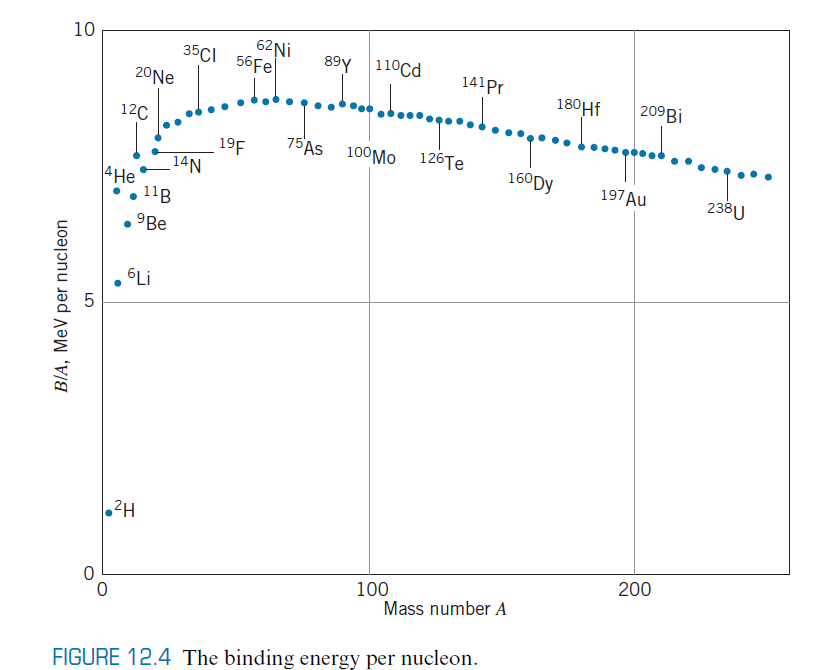 10
35Cl
62Ni
56Fe
89Y
110Cd
20Ne
141Pr
12C
180Hf
209Bi
19F
75As
100Mo
126Te
4He
14N
160Dy
11B
197Au
9Be
238U
6Li
5
B/A, MeV per nucleon
2H
0
0
100
200
Mass number A
FIGURE 12.4 The binding energy per nucleon.